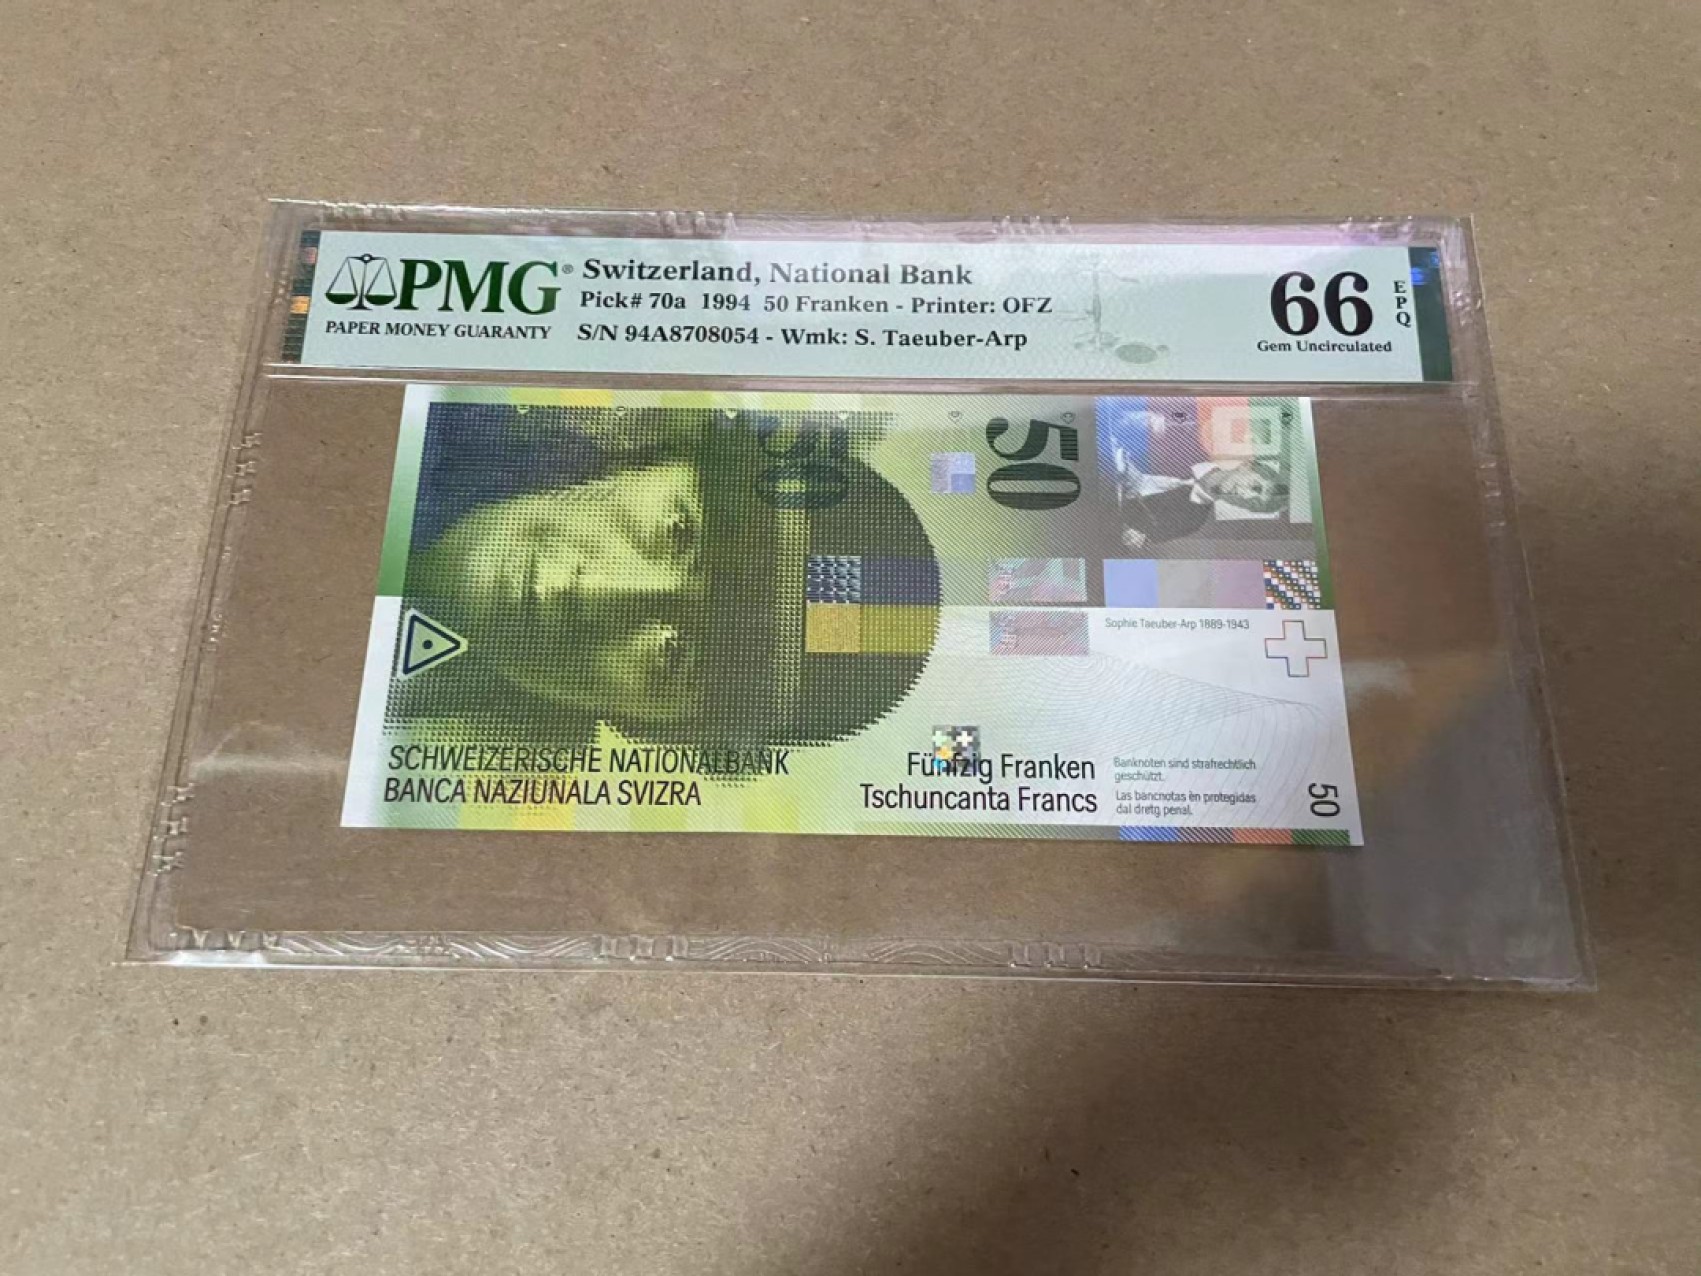 PMG®
PAPER MONEY GUARANTY
Switzerland, National Bank
Pick# 70a 1994 50 Franken - Printer: OFZ
S/N 94A8708054 - Wmk: S. Taeuber-Arp
66
EPQ
Gem Uncirculated
50
50
Sophie Taeuber-Arp 1889-1943
SCHWEIZERISCHE NATIONALBANK
BANCA NAZIUNALA SVIZRA
Fünfzig Franken
Tschuncanta Francs
Banknoten sind strafrechtlich
geschützt.
Las bancnotas èn protegidas
dal dretg penal.
50